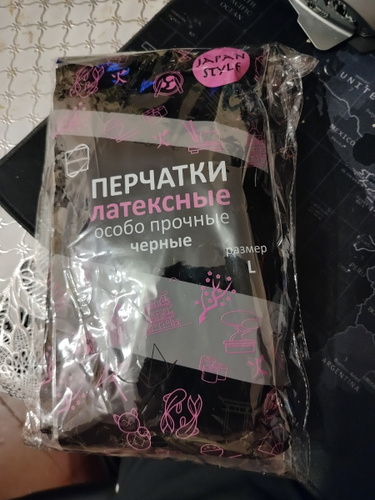 JAPAN
STYLE
ПЕРЧАТКИ
латексные
особо прочные
черные
размер
L